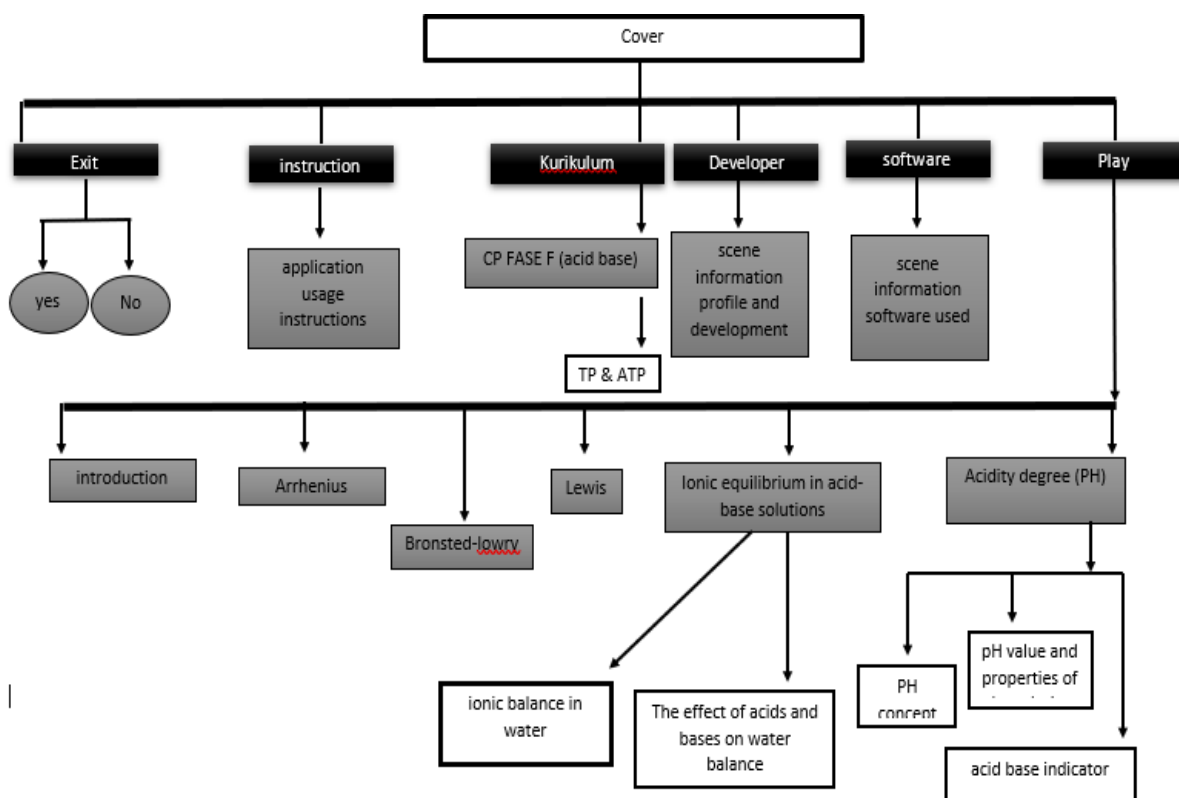 Cover
Exit
instruction
Kurikulum
Developer
software
Play
yes
No
application
usage
instructions
CP FASE F (acid base)
TP & ATP
scene
information
profile and
development
scene
information
software used
introduction
Arrhenius
Bronsted-lowry
Lewis
Ionic equilibrium in acid-
base solutions
Acidity degree (PH)
ionic balance in
water
The effect of acids and
bases on water
balance
PH
concept
pH value and
properties of
acid base indicator